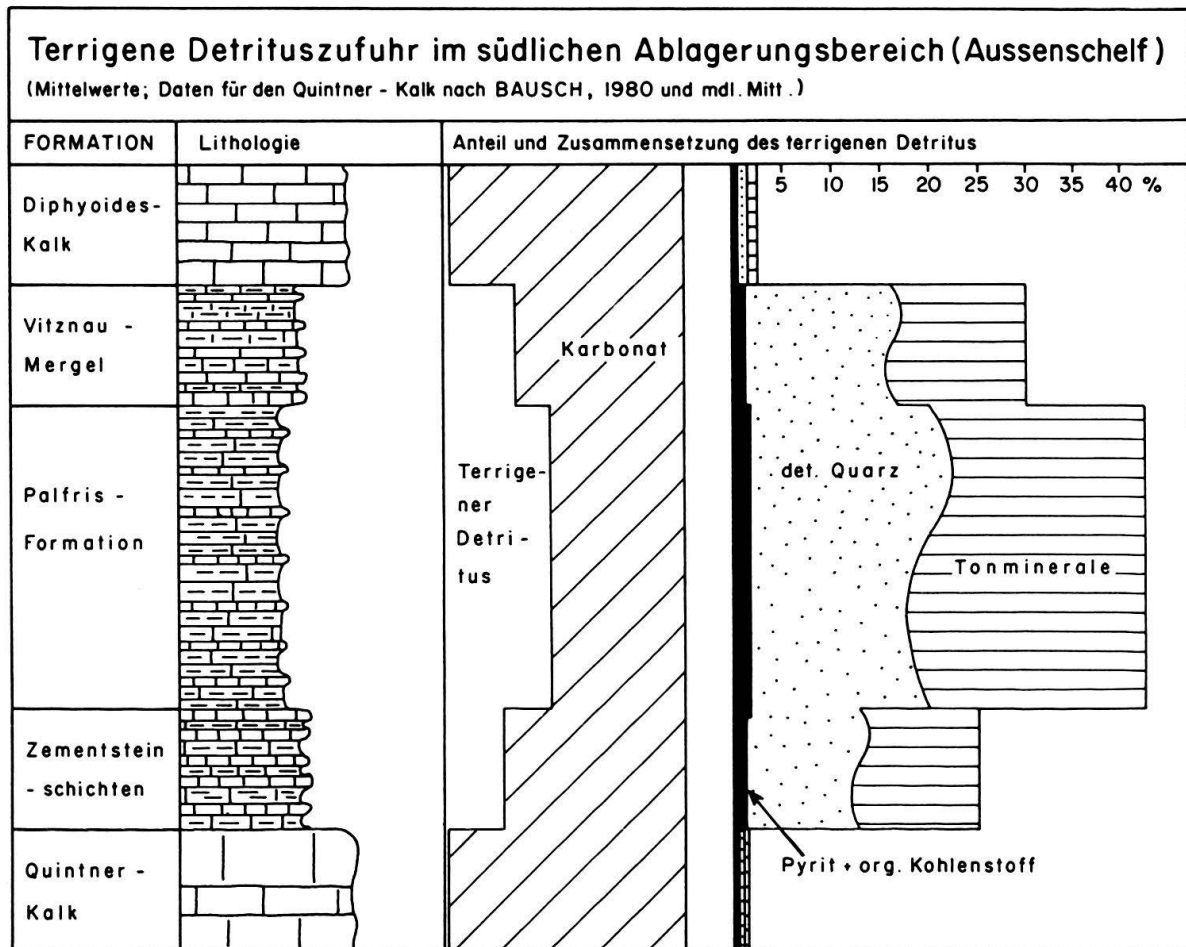 Terrigene Detrituszufuhr im südlichen Ablagerungsbereich (Aussenschelf)
(Mittelwerte; Daten für den Quintner - Kalk nach BAUSCH, 1980 und mdl. Mitt.)
FORMATION
Lithologie
Anteil und Zusammensetzung des terrigenen Detritus
5 10 15 20 25 30 35 40 %
Diphyoides-
Kalk
Vitznau -
Mergel
Karbonat
Palfris -
Formation
Terrige-
ner
Detri-
tus
det. Quarz
Tonminerale
Zementstein
- schichten
Pyrit + org. Kohlenstoff
Quintner -
Kalk